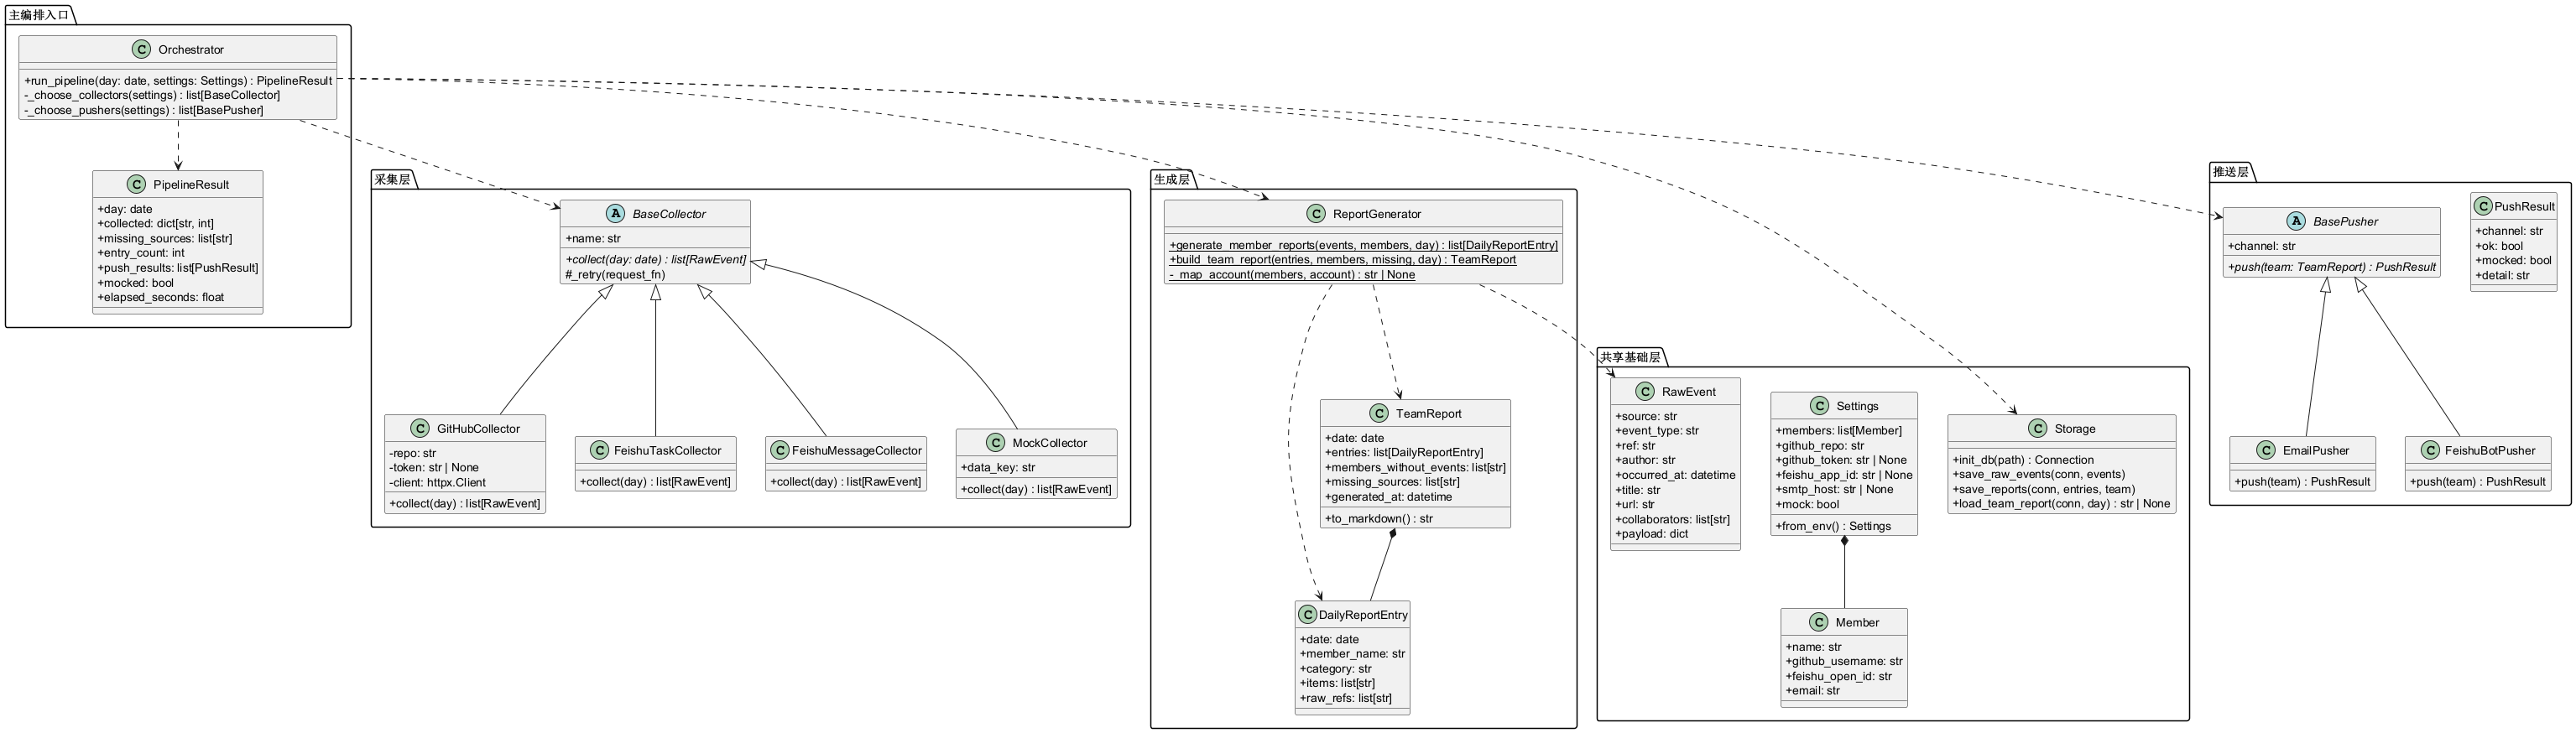 主编排入口
Orchestrator
+run_pipeline(day: date, settings: Settings) : PipelineResult
-_choose_collectors(settings) : list[BaseCollector]
-_choose_pushers(settings) : list[BasePusher]
PipelineResult
+day: date
+collected: dict[str, int]
+missing_sources: list[str]
+entry_count: int
+push_results: list[PushResult]
+mocked: bool
+elapsed_seconds: float
采集层
BaseCollector
+name: str
+collect(day: date) : list[RawEvent]
#_retry(request_fn)
GitHubCollector
-repo: str
-token: str | None
-client: httpx.Client
+collect(day) : list[RawEvent]
FeishuTaskCollector
+collect(day) : list[RawEvent]
FeishuMessageCollector
+collect(day) : list[RawEvent]
MockCollector
+data_key: str
+collect(day) : list[RawEvent]
生成层
ReportGenerator
+generate_member_reports(events, members, day) : list[DailyReportEntry]
+build_team_report(entries, members, missing, day) : TeamReport
-_map_account(members, account) : str | None
TeamReport
+date: date
+entries: list[DailyReportEntry]
+members_without_events: list[str]
+missing_sources: list[str]
+generated_at: datetime
+to_markdown() : str
DailyReportEntry
+date: date
+member_name: str
+category: str
+items: list[str]
+raw_refs: list[str]
共享基础层
RawEvent
+source: str
+event_type: str
+ref: str
+author: str
+occurred_at: datetime
+title: str
+url: str
+collaborators: list[str]
+payload: dict
Settings
+members: list[Member]
+github_repo: str
+github_token: str | None
+feishu_app_id: str | None
+smtp_host: str | None
+mock: bool
+from_env() : Settings
Storage
+init_db(path) : Connection
+save_raw_events(conn, events)
+save_reports(conn, entries, team)
+load_team_report(conn, day) : str | None
Member
+name: str
+github_username: str
+feishu_open_id: str
+email: str
推送层
BasePusher
+channel: str
+push(team: TeamReport) : PushResult
PushResult
+channel: str
+ok: bool
+mocked: bool
+detail: str
EmailPusher
+push(team) : PushResult
FeishuBotPusher
+push(team) : PushResult